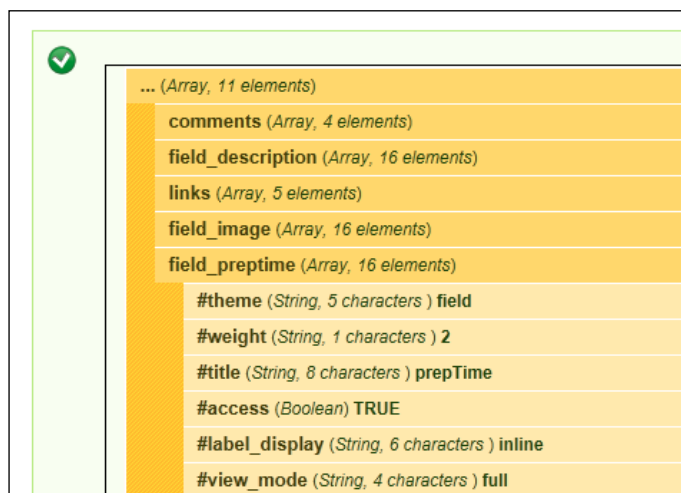 ... (Array, 11 elements)
comments (Array, 4 elements)
field_description (Array, 16 elements)
links (Array, 5 elements)
field_image (Array, 16 elements)
field_preptime (Array, 16 elements)
#theme (String, 5 characters ) field
#weight (String, 1 characters ) 2
#title (String, 8 characters ) prepTime
#access (Boolean) TRUE
#label_display (String, 6 characters ) inline
#view_mode (String, 4 characters ) full